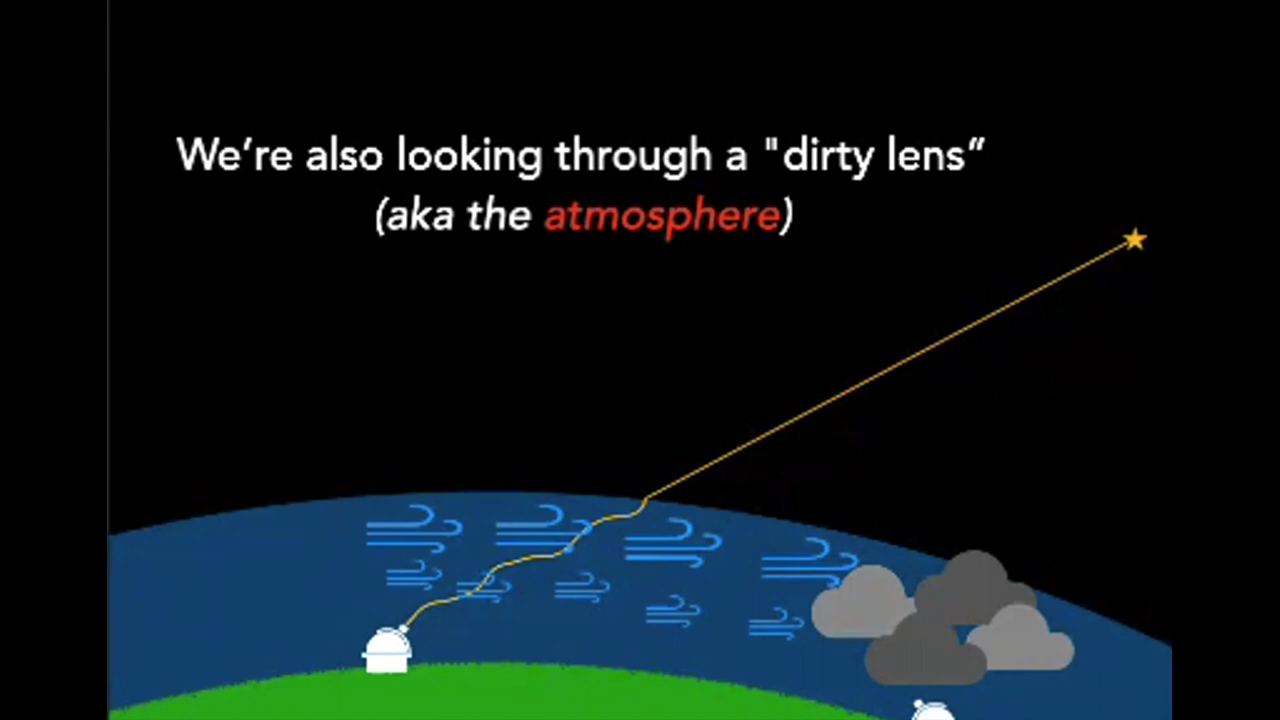 We’re also looking through a "dirty lens”
(aka the atmosphere)